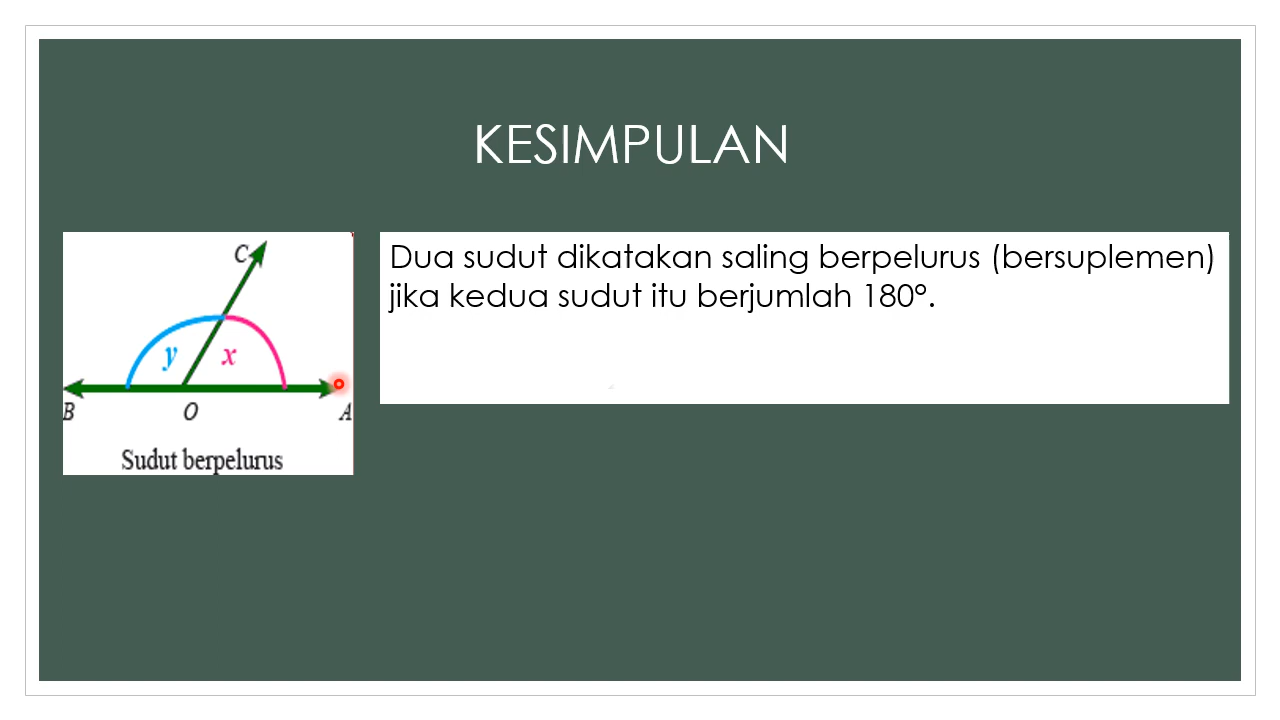 KESIMPULAN
C
y x
B O A
Sudut berpelurus
Dua sudut dikatakan saling berpelurus (bersuplemen)
jika kedua sudut itu berjumlah 180°.